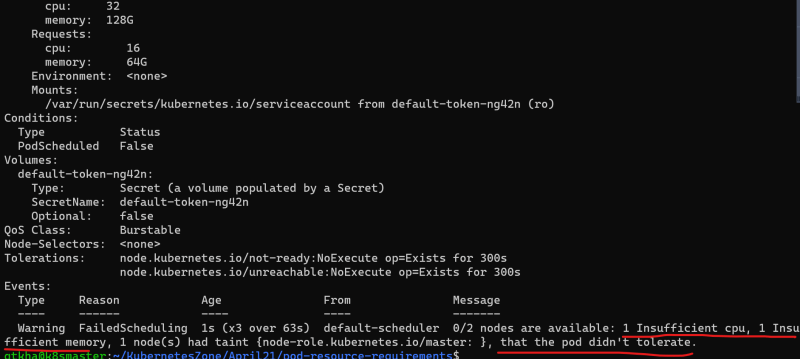 cpu:     32
memory:  128G
Requests:
cpu:        16
memory:     64G
Environment:  <none>
Mounts:
/var/run/secrets/kubernetes.io/serviceaccount from default-token-ng42n (ro)
Conditions:
Type           Status
PodScheduled   False
Volumes:
default-token-ng42n:
Type:        Secret (a volume populated by a Secret)
SecretName:  default-token-ng42n
Optional:    false
QoS Class:       Burstable
Node-Selectors:  <none>
Tolerations:     node.kubernetes.io/not-ready:NoExecute op=Exists for 300s
node.kubernetes.io/unreachable:NoExecute op=Exists for 300s
Events:
Type     Reason            Age                From               Message
----     ------            ----               ----               -------
Warning  FailedScheduling  1s (x3 over 63s)  default-scheduler  0/2 nodes are available: 1 Insufficient cpu, 1 Insu
fficient memory, 1 node(s) had taint {node-role.kubernetes.io/master: }, that the pod didn't tolerate.
qtkha@k8smaster:~/KubernetesZone/April21/pod-resource-requirements$